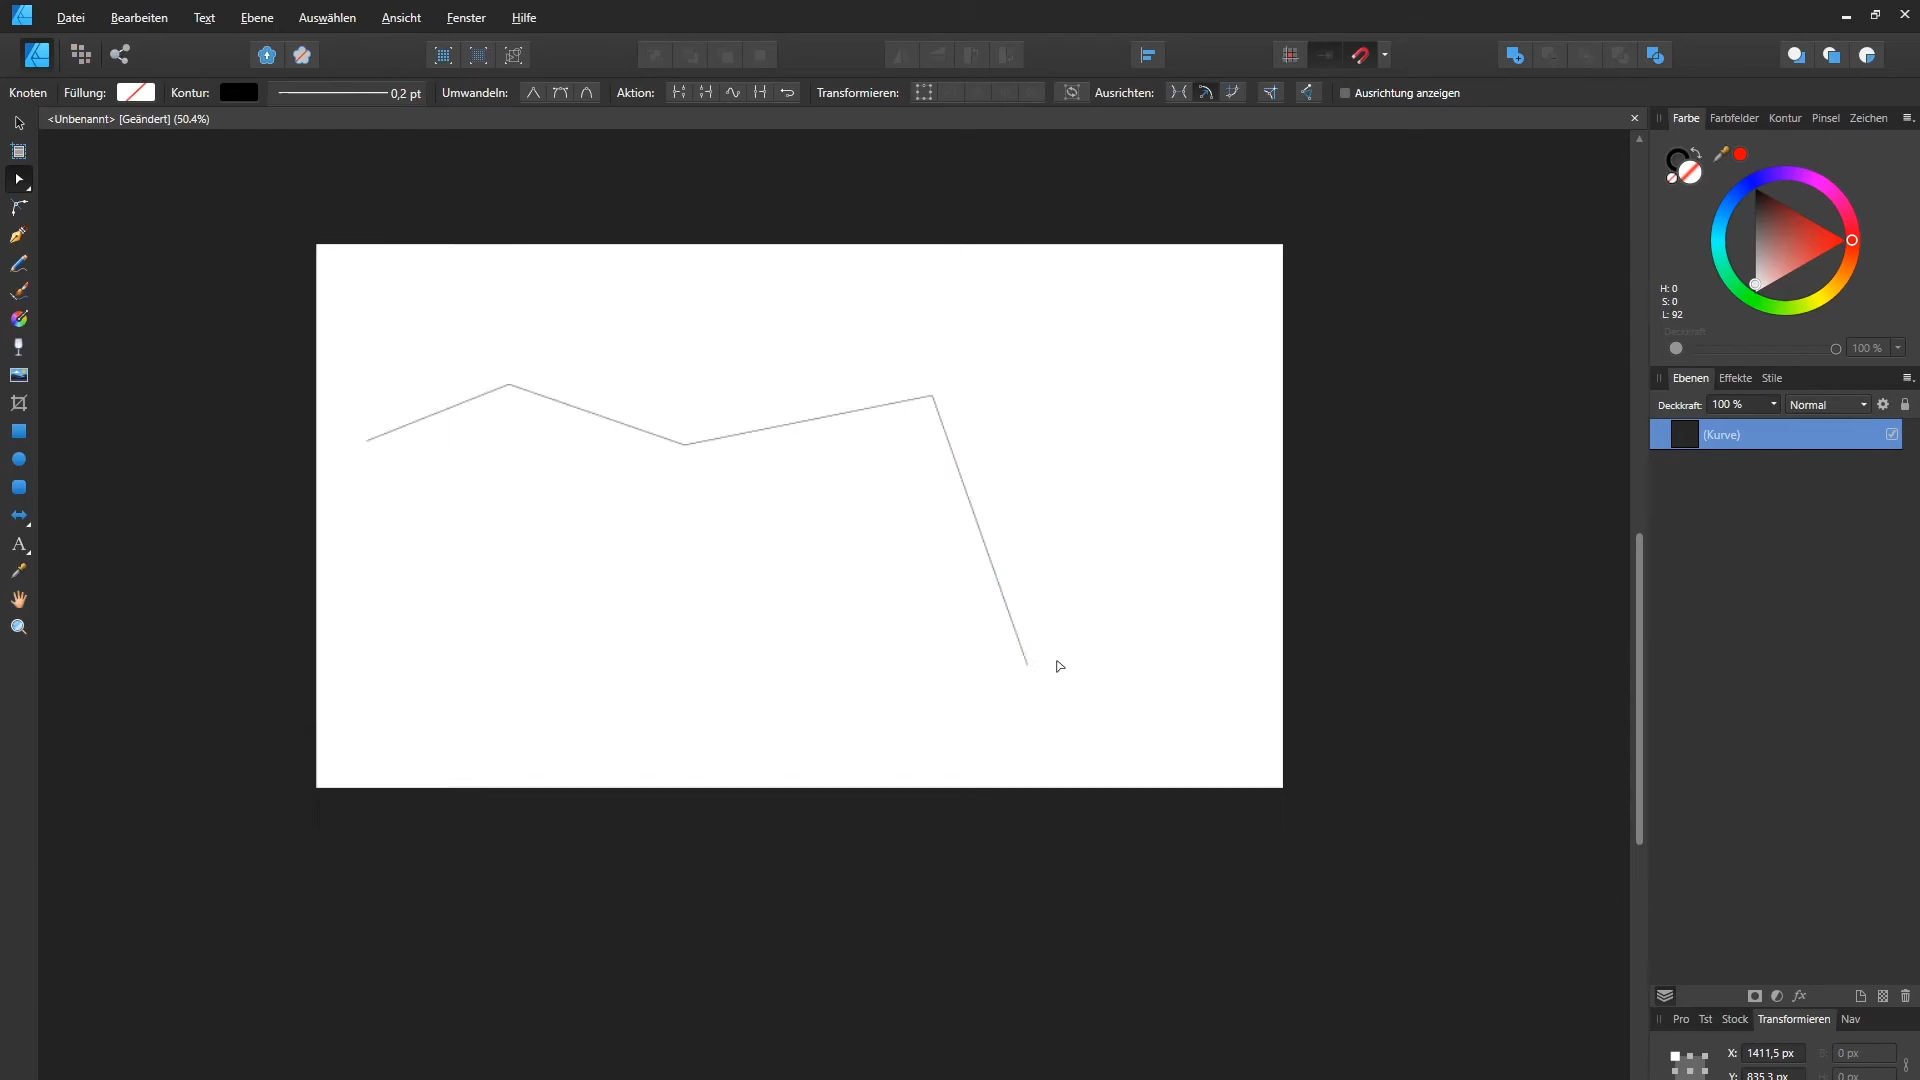 Datei Bearbeiten Text Ebene Auswählen Ansicht Fenster Hilfe
Knoten Füllung: Kontur: 0,2 pt Umwandeln: Aktion: Transformieren: Ausrichten: Ausrichtung anzeigen
<Unbenannt> [Geändert] (50.4%)
Farbe Farbfelder Kontur Pinsel Zeichen
H: 0
S: 0
L: 92
Deckkraft
100 %
Ebenen Effekte Stile
Deckkraft: 100 % Normal
(Kurve)
Pro Tst Stock Transformieren Nav
X: 1411,5 px B: 0 px
Y: 835,3 px H: 0 px